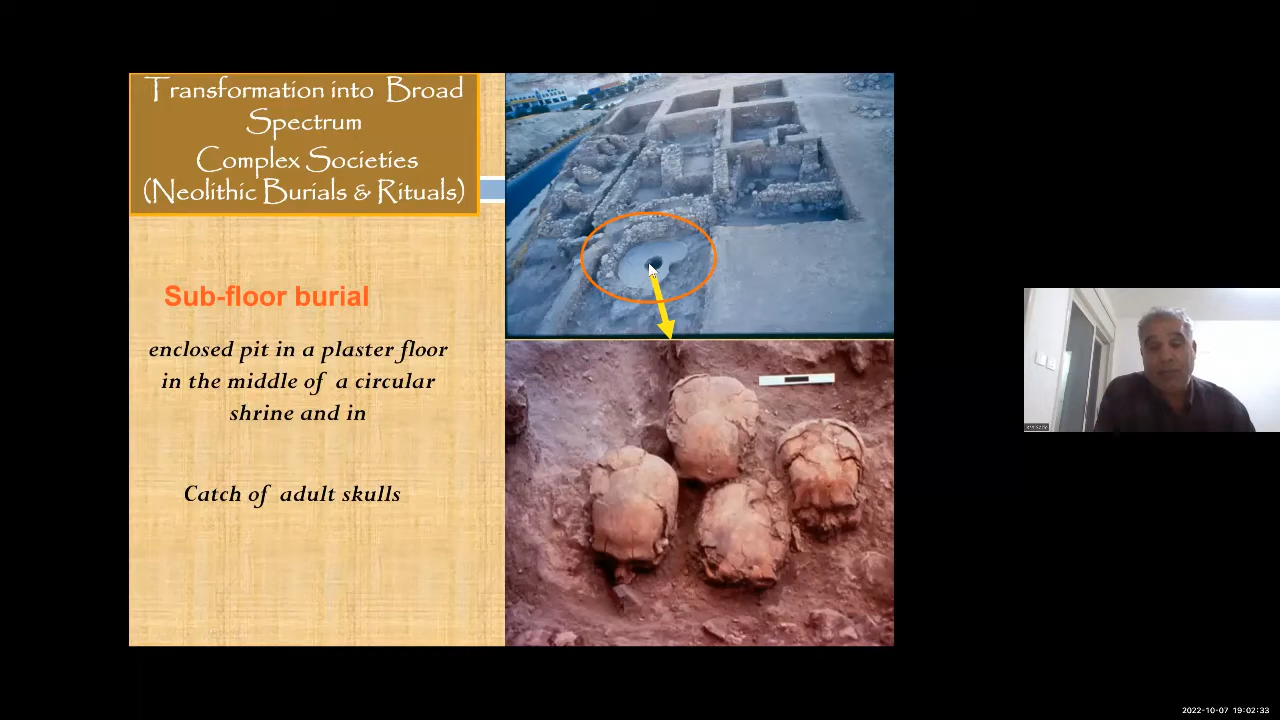 Transformation into Broad
Spectrum
Complex Societies
(Neolithic Burials & Rituals)
Sub-floor burial
enclosed pit in a plaster floor
in the middle of a circular
shrine and in
Catch of adult skulls
2022-10-07 19:02:33